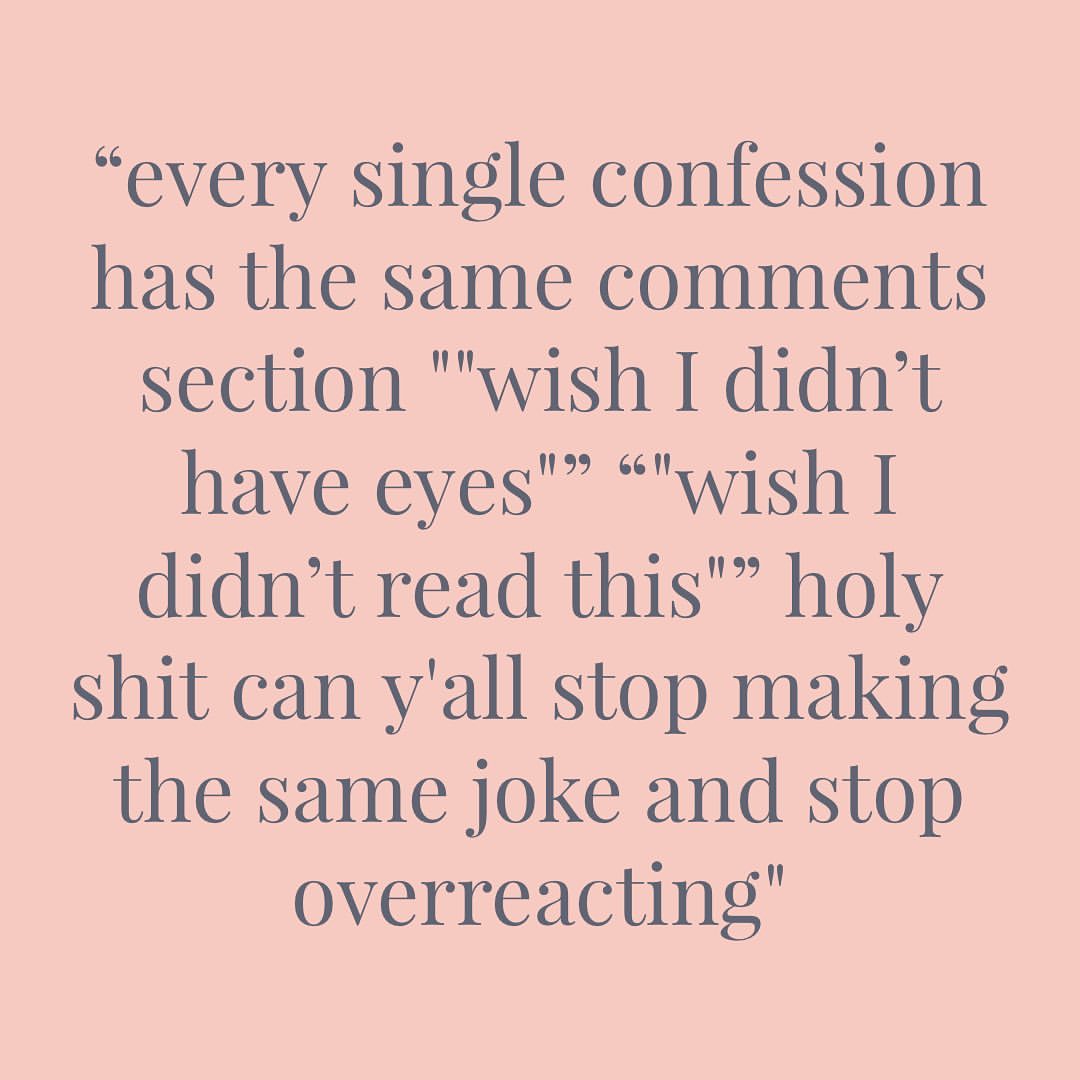 “every single confession
has the same comments
section ""wish I didn’t
have eyes"” “"wish I
didn’t read this"” holy
shit can y'all stop making
the same joke and stop
overreacting"